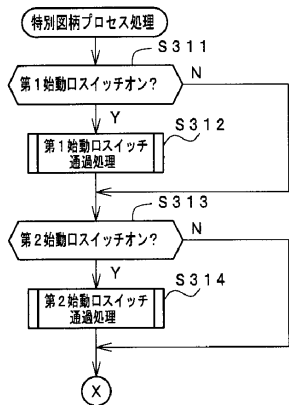 特別図柄プロセス処理
S311
第1始動口スイッチオン?
N
Y
S312
第1始動口スイッチ
通過処理
S313
第2始動口スイッチオン?
N
Y
S314
第2始動口スイッチ
通過処理
X